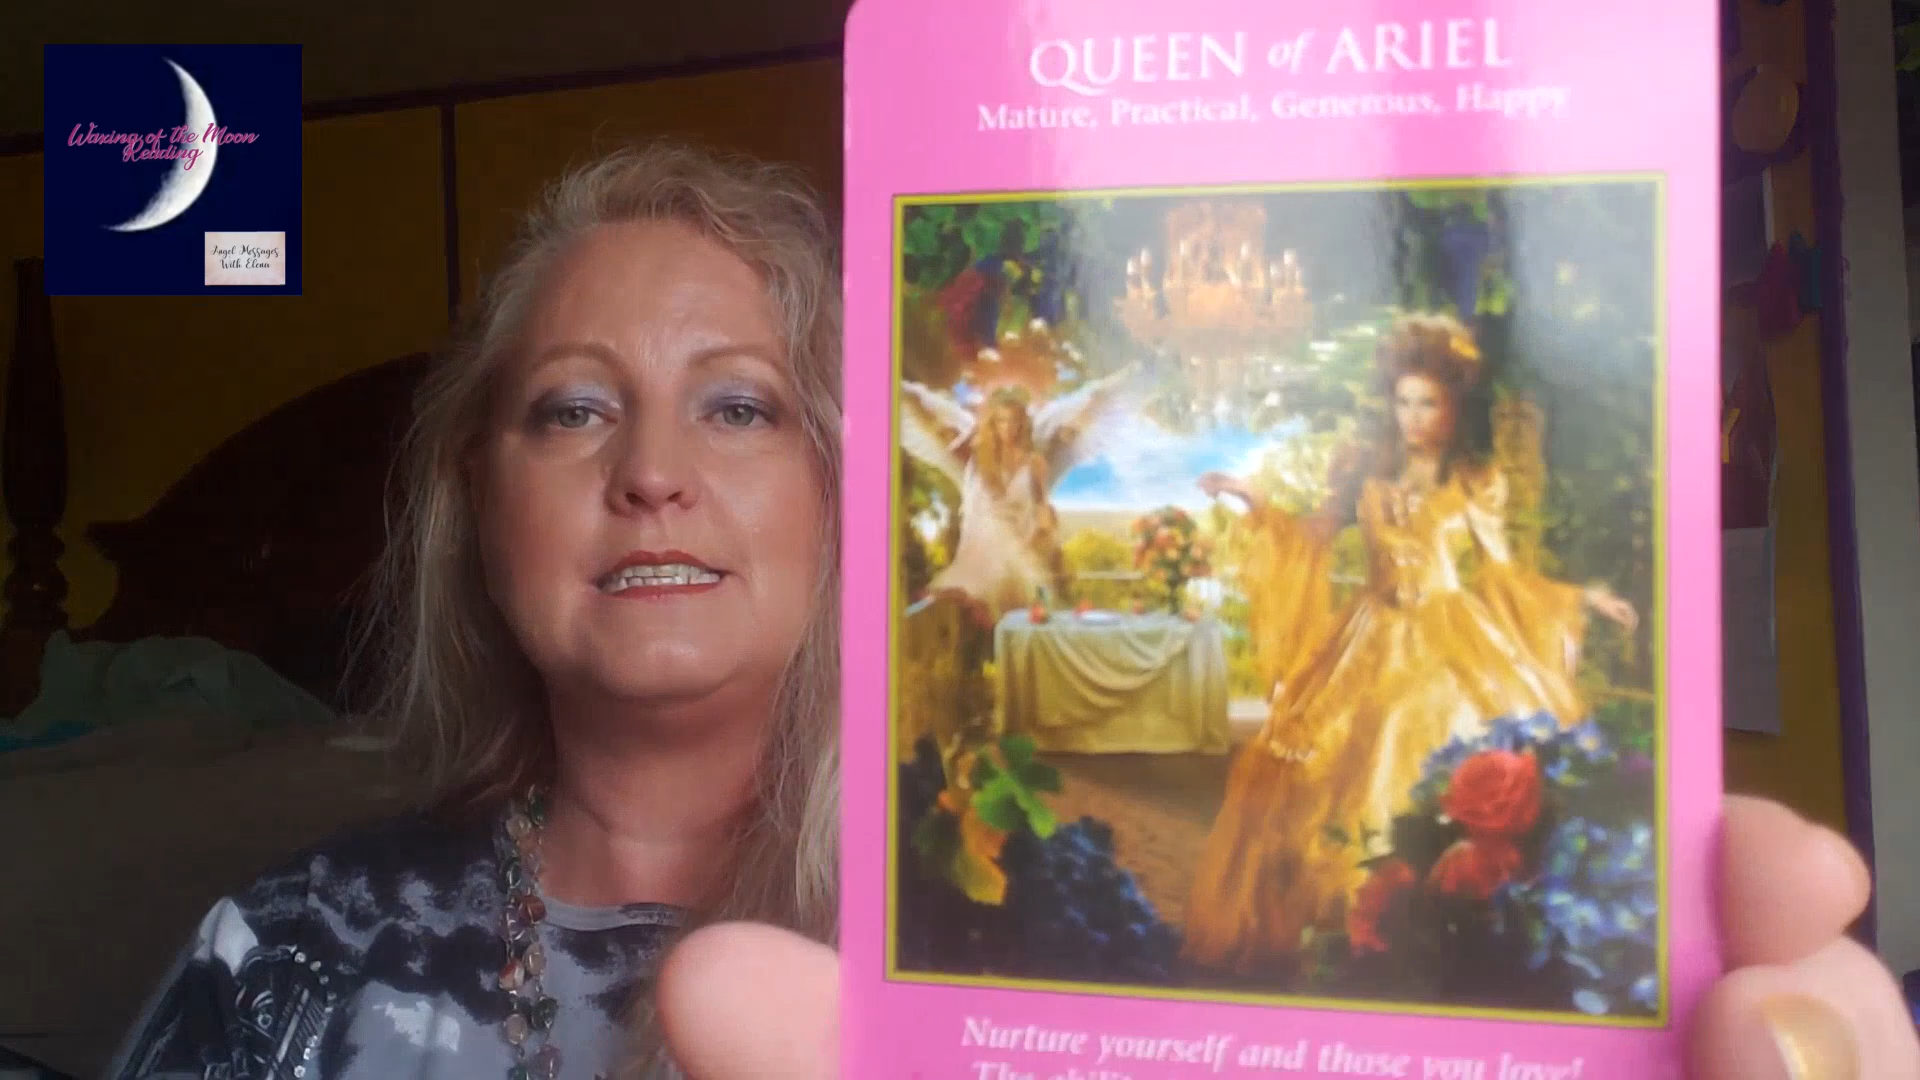 Waxing of the Moon
Reading
Angel Messages
With Elena
QUEEN of ARIEL
Mature, Practical, Generous, Happy
Nurture yourself and those you love!
The